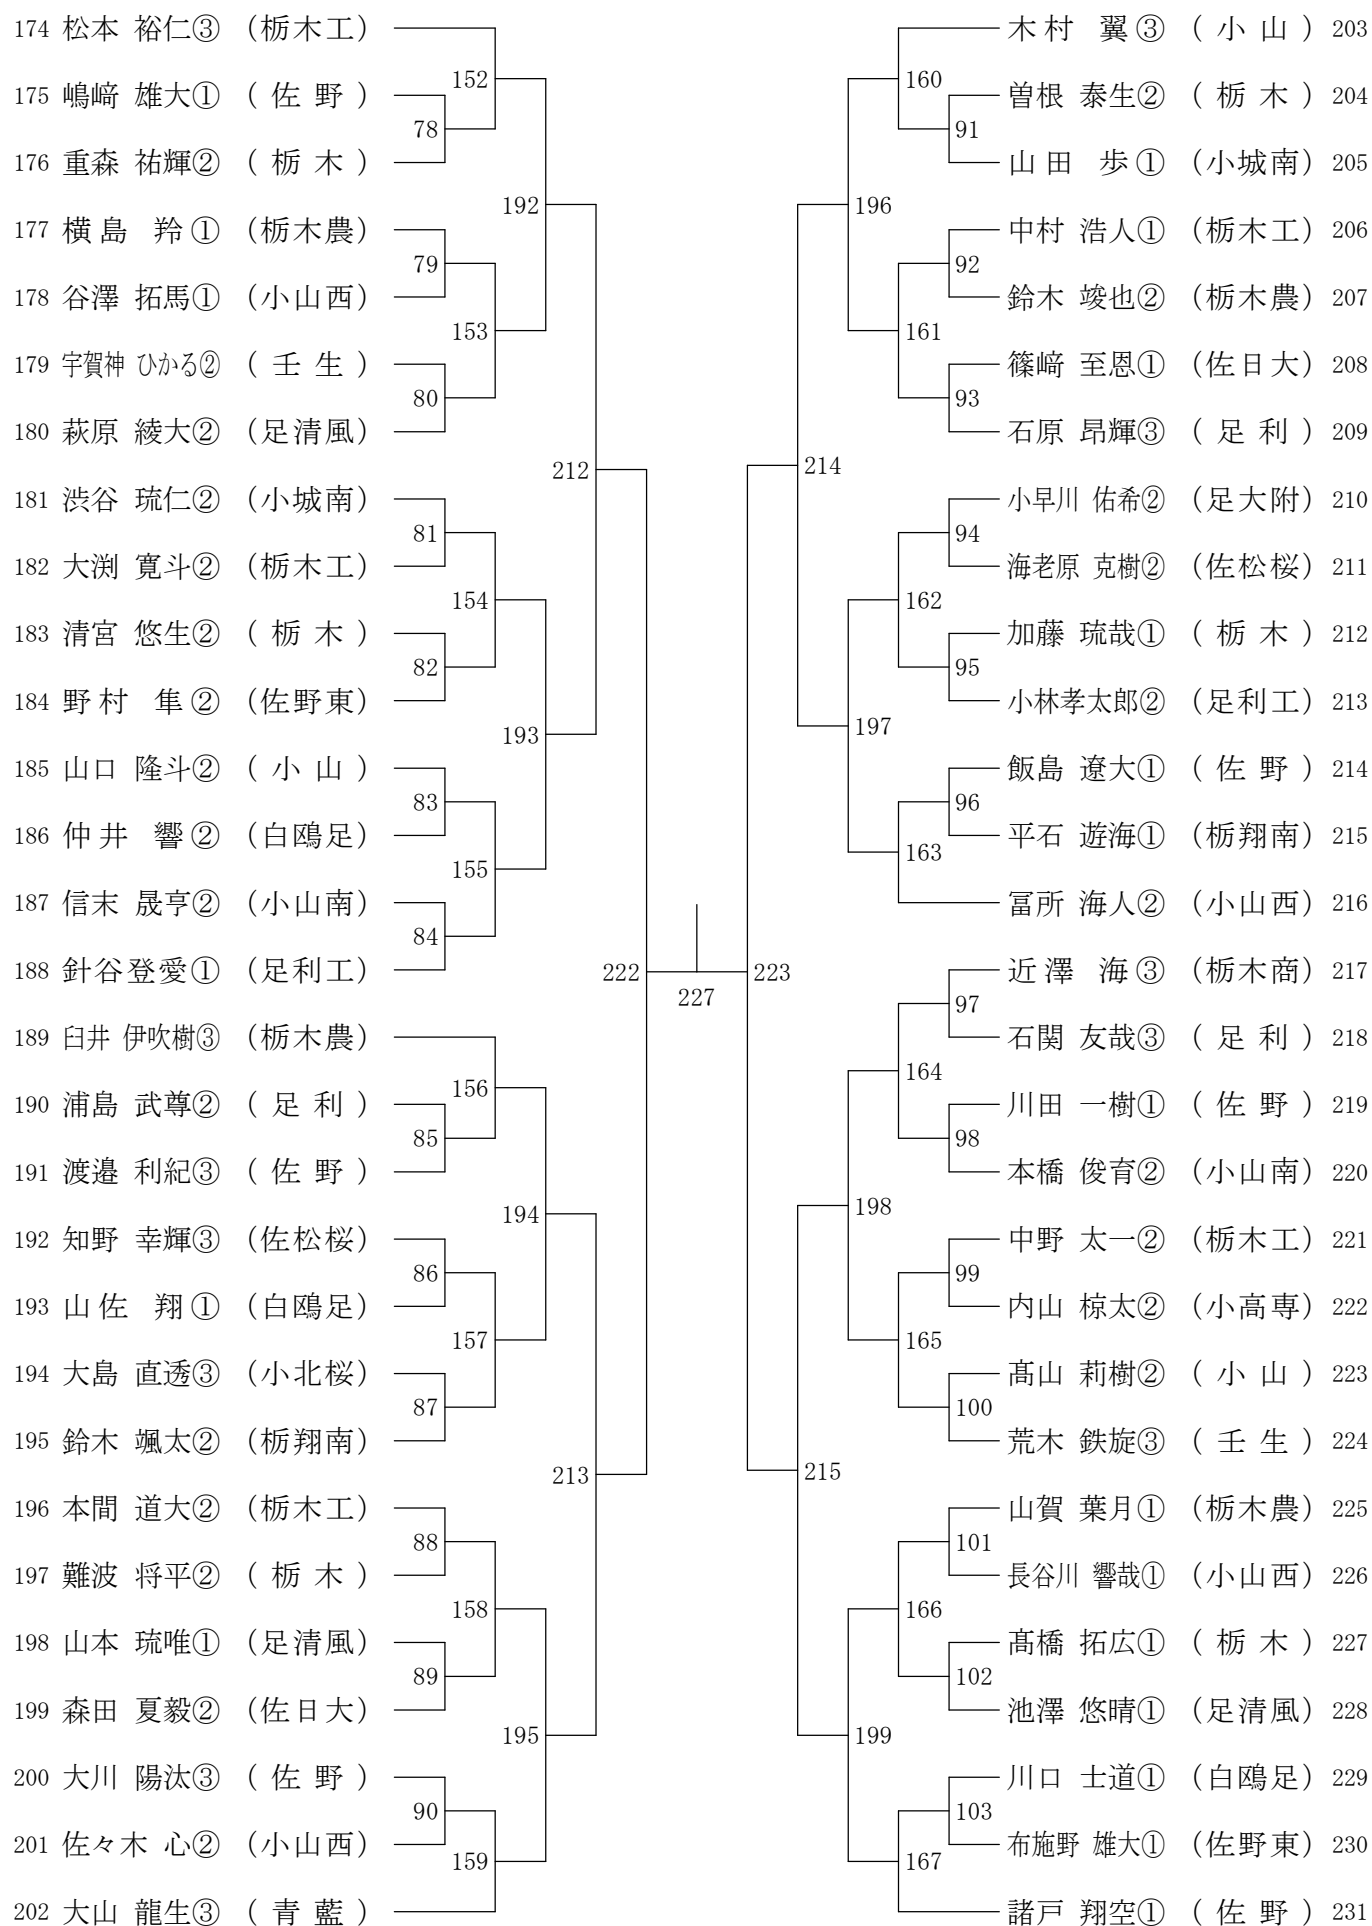 174 松本 裕仁③ (栃木工)
175 嶋﨑 雄大① ( 佐 野 )
176 重森 祐輝② ( 栃 木 )
177 横島 羚① (栃木農)
178 谷澤 拓馬① (小山西)
179 宇賀神 ひかる② ( 壬 生 )
180 萩原 綾大② (足清風)
181 渋谷 琉仁② (小城南)
182 大渕 寛斗② (栃木工)
183 清宮 悠生② ( 栃 木 )
184 野村 隼② (佐野東)
185 山口 隆斗② ( 小 山 )
186 仲井 響② (白鴎足)
187 信末 晟亨② (小山南)
188 針谷登愛① (足利工)
189 臼井 伊吹樹③ (栃木農)
190 浦島 武尊② ( 足 利 )
191 渡邉 利紀③ ( 佐 野 )
192 知野 幸輝③ (佐松桜)
193 山佐 翔① (白鴎足)
194 大島 直透③ (小北桜)
195 鈴木 颯太② (栃翔南)
196 本間 道大② (栃木工)
197 難波 将平② ( 栃 木 )
198 山本 琉唯① (足清風)
199 森田 夏毅② (佐日大)
200 大川 陽汰③ ( 佐 野 )
201 佐々木 心② (小山西)
202 大山 龍生③ ( 青 藍 )
78
79
80
81
82
83
84
85
86
87
88
89
90
152
153
154
155
156
157
158
159
192
193
194
195
212
213
222
227
223
214
215
196
197
198
199
160
161
162
163
164
165
166
167
91
92
93
94
95
96
97
98
99
100
101
102
103
木村 翼③ ( 小 山 ) 203
曽根 泰生② ( 栃 木 ) 204
山田 歩① (小城南) 205
中村 浩人① (栃木工) 206
鈴木 竣也② (栃木農) 207
篠﨑 至恩① (佐日大) 208
石原 昂輝③ ( 足 利 ) 209
小早川 佑希② (足大附) 210
海老原 克樹② (佐松桜) 211
加藤 琉哉① ( 栃 木 ) 212
小林孝太郎② (足利工) 213
飯島 遼大① ( 佐 野 ) 214
平石 遊海① (栃翔南) 215
冨所 海人② (小山西) 216
近澤 海③ (栃木商) 217
石関 友哉③ ( 足 利 ) 218
川田 一樹① ( 佐 野 ) 219
本橋 俊育② (小山南) 220
中野 太一② (栃木工) 221
内山 椋太② (小高専) 222
髙山 莉樹② ( 小 山 ) 223
荒木 鉄旋③ ( 壬 生 ) 224
山賀 葉月① (栃木農) 225
長谷川 響哉① (小山西) 226
髙橋 拓広① ( 栃 木 ) 227
池澤 悠晴① (足清風) 228
川口 士道① (白鴎足) 229
布施野 雄大① (佐野東) 230
諸戸 翔空① ( 佐 野 ) 231